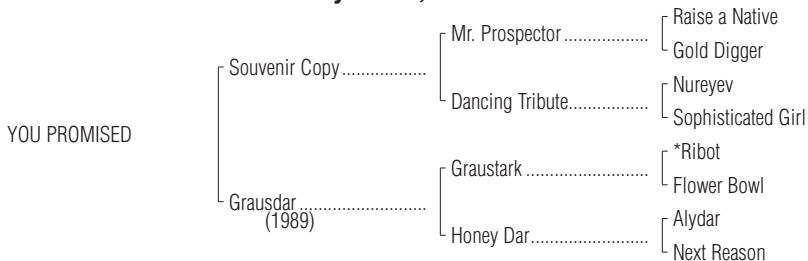 Raise a Native
Mr. Prospector
Gold Digger
Souvenir Copy
Nureyev
Dancing Tribute
Sophisticated Girl
YOU PROMISED
*Ribot
Graustark
Flower Bowl
Grausdar
(1989)
Alydar
Honey Dar
Next Reason